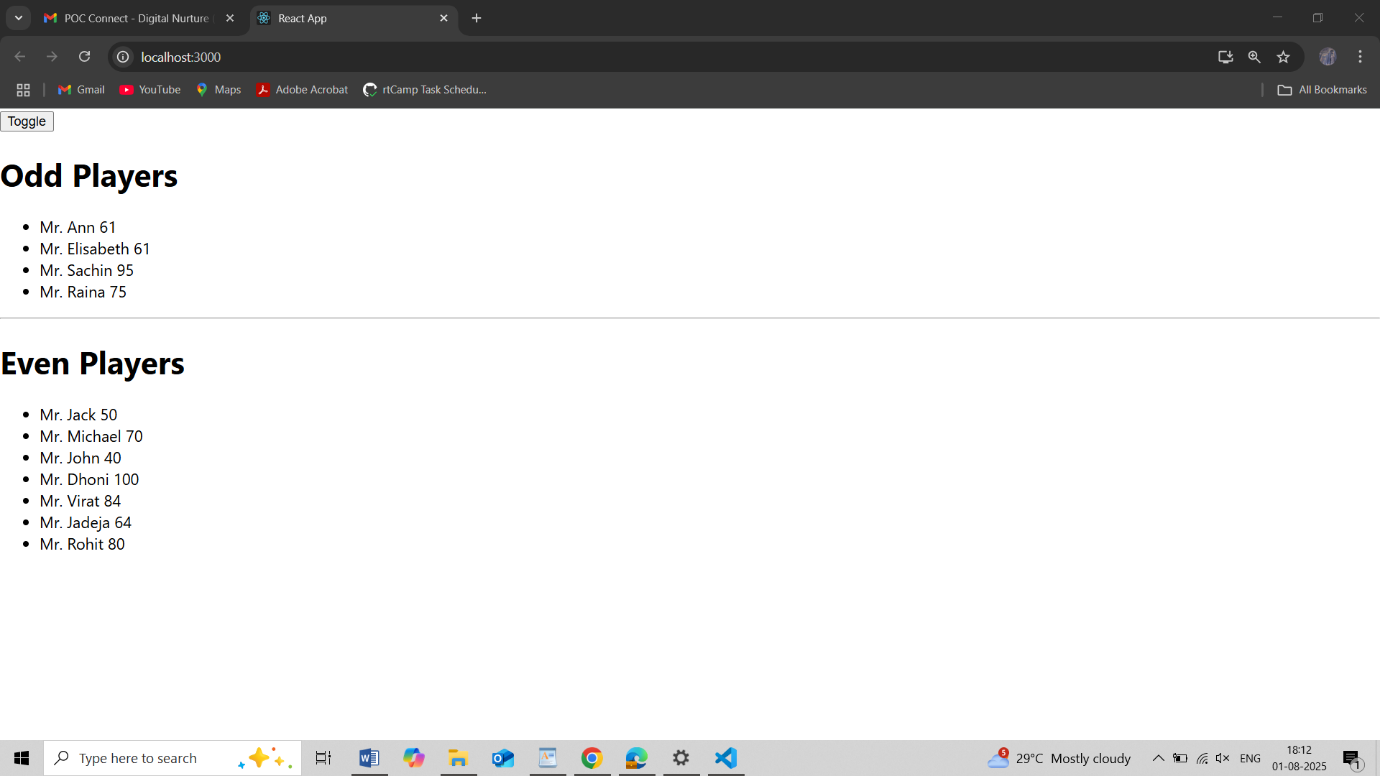 POC Connect - Digital Nurture
React App
localhost:3000
Gmail
YouTube
Maps
Adobe Acrobat
rtCamp Task Schedu...
All Bookmarks
Toggle
Odd Players
Mr. Ann 61
Mr. Elisabeth 61
Mr. Sachin 95
Mr. Raina 75
Even Players
Mr. Jack 50
Mr. Michael 70
Mr. John 40
Mr. Dhoni 100
Mr. Virat 84
Mr. Jadeja 64
Mr. Rohit 80
Type here to search
5
29°C Mostly cloudy
ENG
18:12
01-08-2025
1